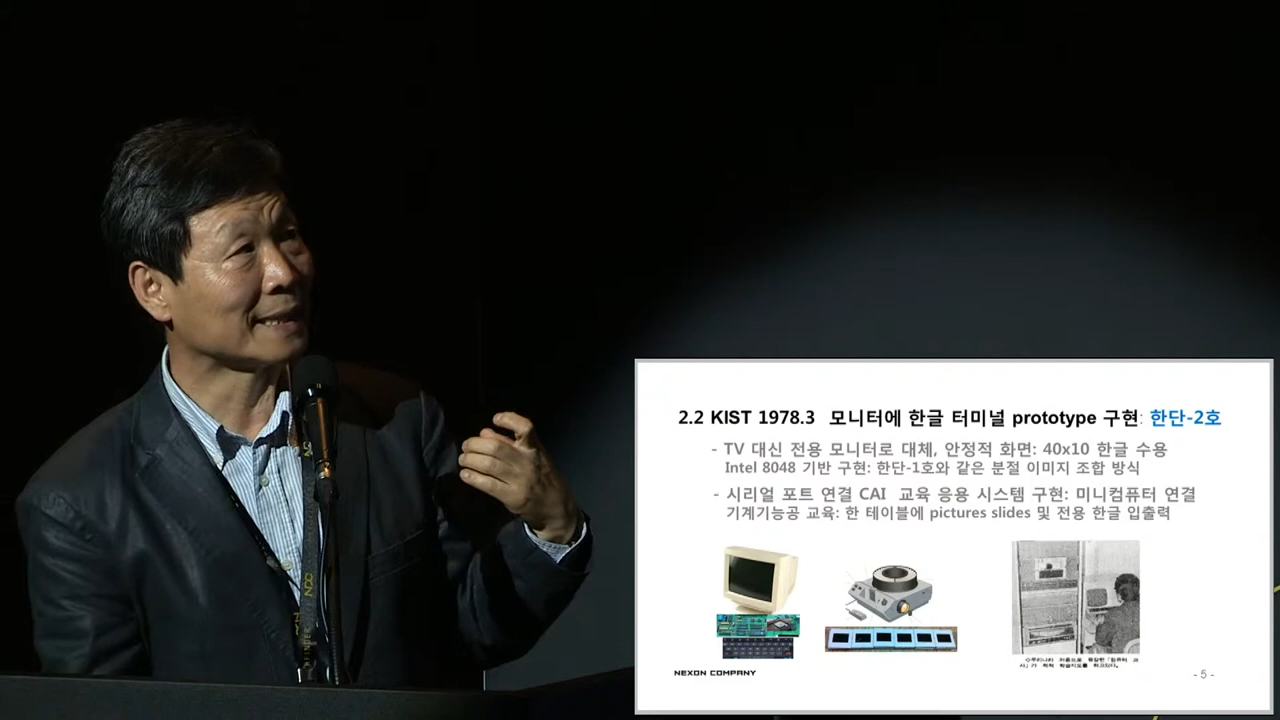 2.2 KIST 1978.3 모니터에 한글 터미널 prototype 구현: 한단-2호
- TV 대신 전용 모니터로 대체, 안정적 화면: 40x10 한글 수용
Intel 8048 기반 구현: 한단-1호와 같은 분절 이미지 조합 방식
- 시리얼 포트 연결 CAI 교육 응용 시스템 구현: 미니컴퓨터 연결
기계기능공 교육: 한 테이블에 pictures slides 및 전용 한글 입출력
NEXON COMPANY
- 5 -